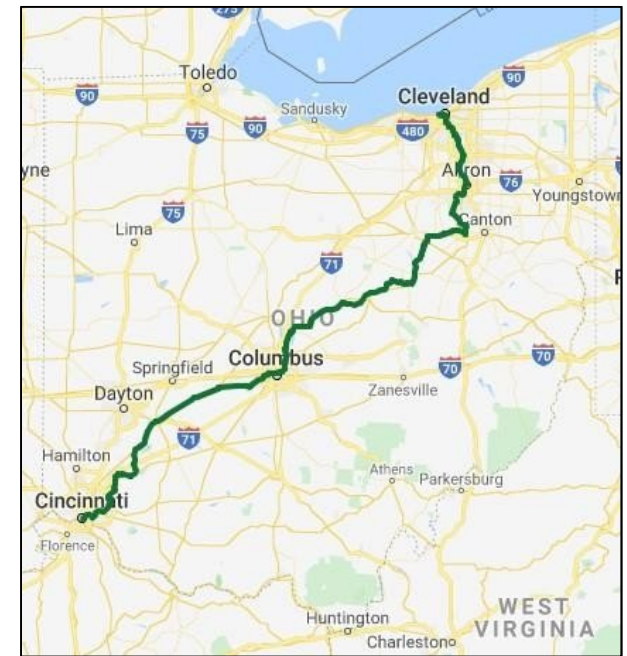 275
Toledo
90
Cleveland
90
Sandusky
480
75
90
Akron
76
yne
Youngstown
75
Canton
Lima
71
OHIO
Columbus
Springfield
70
70
Dayton
Zanesville
71
Hamilton
Athens
Parkersburg
Cincinnati
Florence
WEST
VIRGINIA
Huntington
Charleston